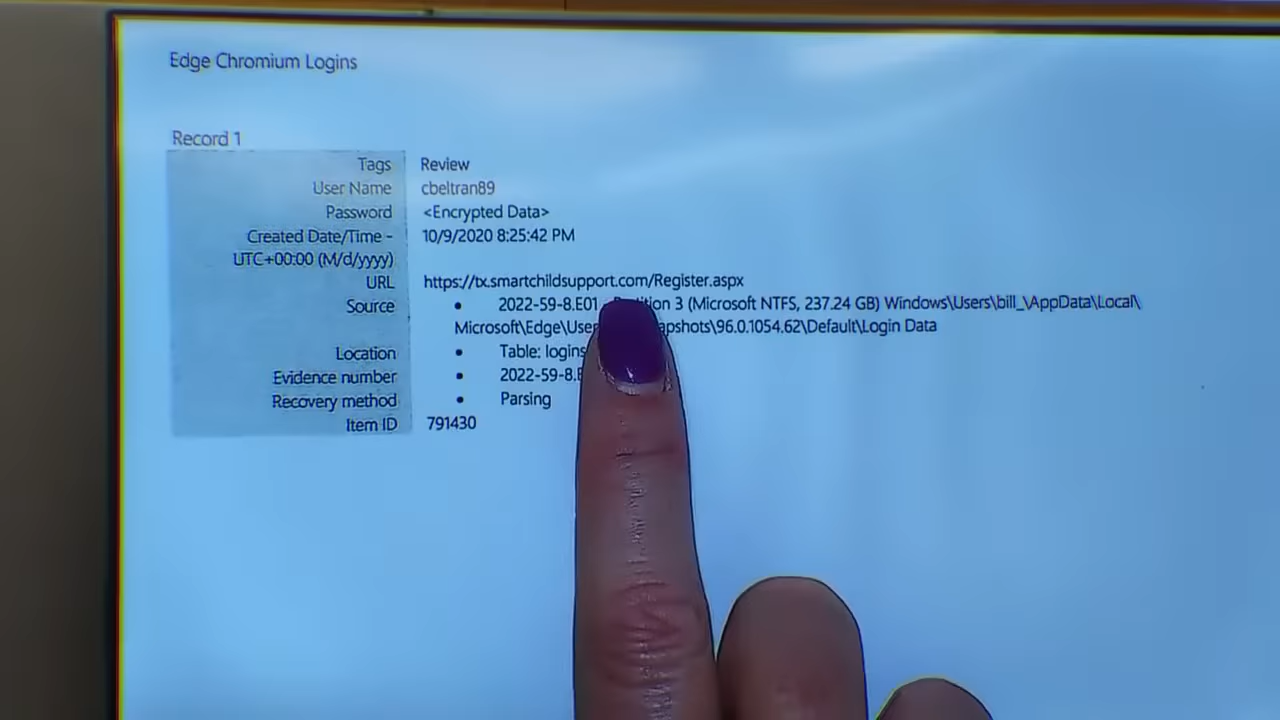 Edge Chromium Logins
Record 1
Tags Review
User Name cbeltran89
Password <Encrypted Data>
Created Date/Time - 10/9/2020 8:25:42 PM
UTC+00:00 (M/d/yyyy)
URL https://tx.smartchildsupport.com/Register.aspx
Source • 2022-59-8.E01 - 3 (Microsoft NTFS, 237.24 GB) Windows\Users\bill_\AppData\Local\
Microsoft\Edge\ \96.0.1054.62\Default\Login Data
Location • Table: logins
Evidence number • 2022-59-8.
Recovery method • Parsing
Item ID 791430